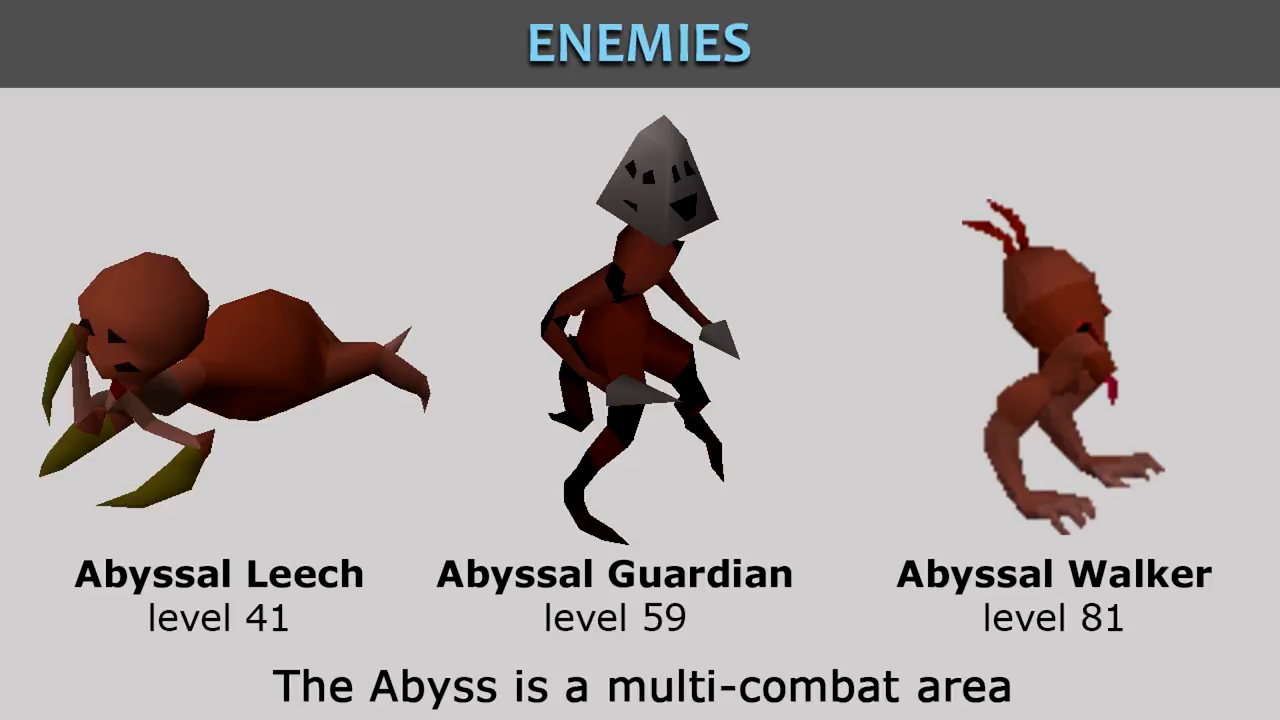 ENEMIES
Abyssal Leech
level 41
Abyssal Guardian
level 59
Abyssal Walker
level 81
The Abyss is a multi-combat area